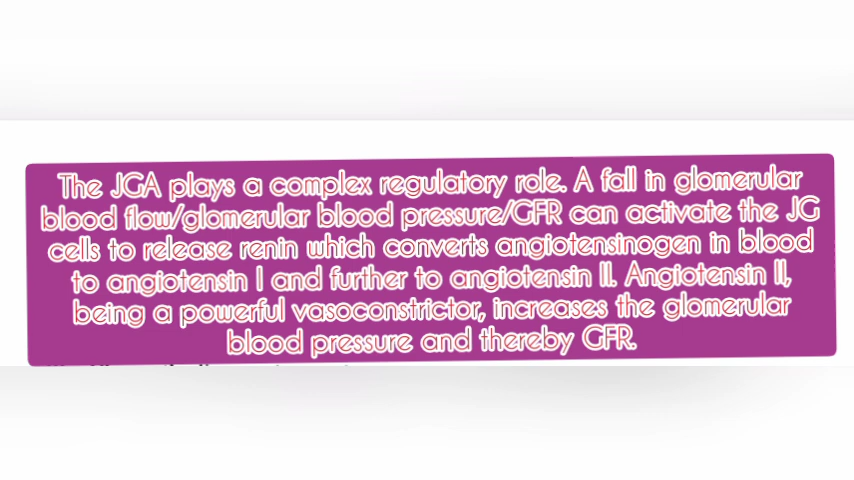 The JGA plays a complex regulatory role. A fall in glomerular
blood flow/glomerular blood pressure/GFR can activate the JG
cells to release renin which converts angiotensinogen in blood
to angiotensin I and further to angiotensin II. Angiotensin II,
being a powerful vasoconstrictor, increases the glomerular
blood pressure and thereby GFR.